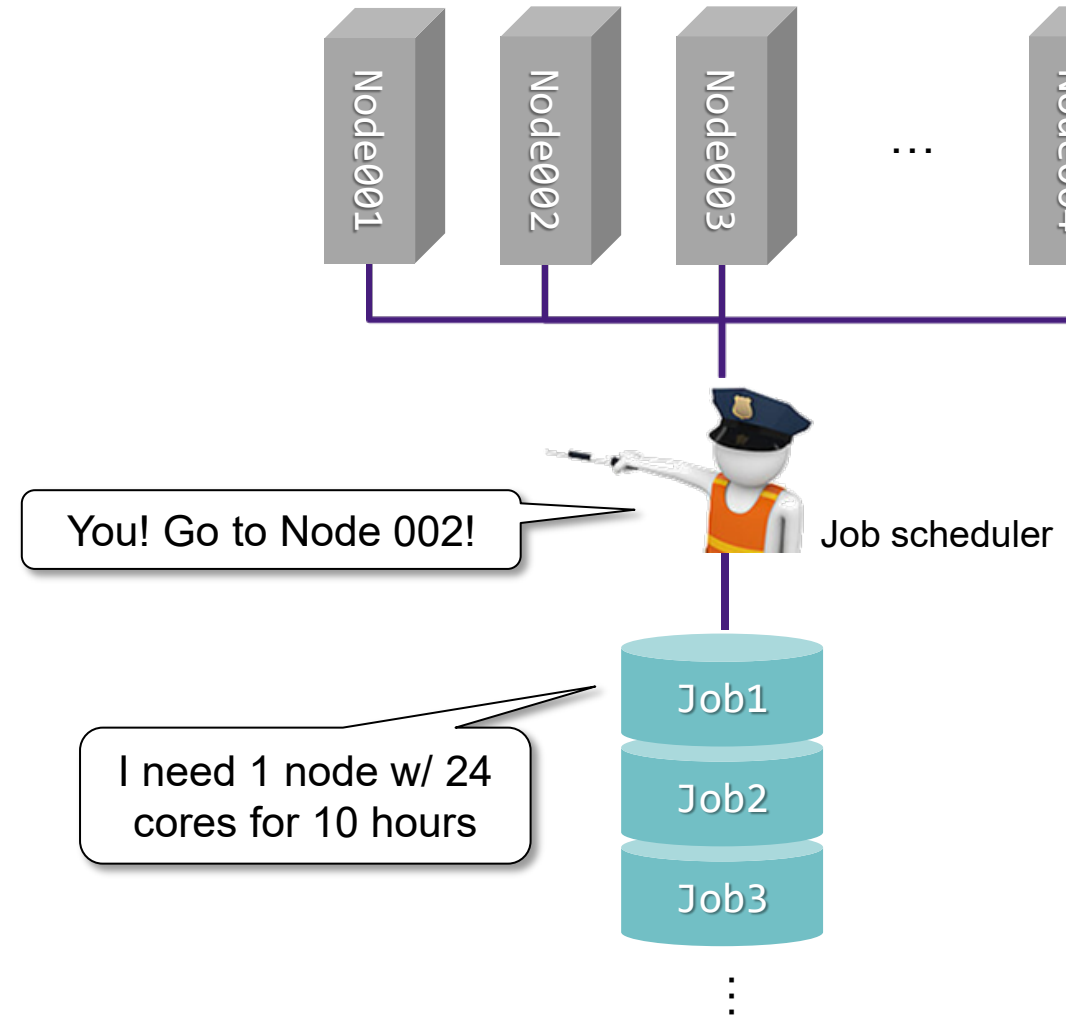 Node001
Node002
Node003
...
You! Go to Node 002!
Job scheduler
Job1
I need 1 node w/ 24
cores for 10 hours
Job2
Job3
...